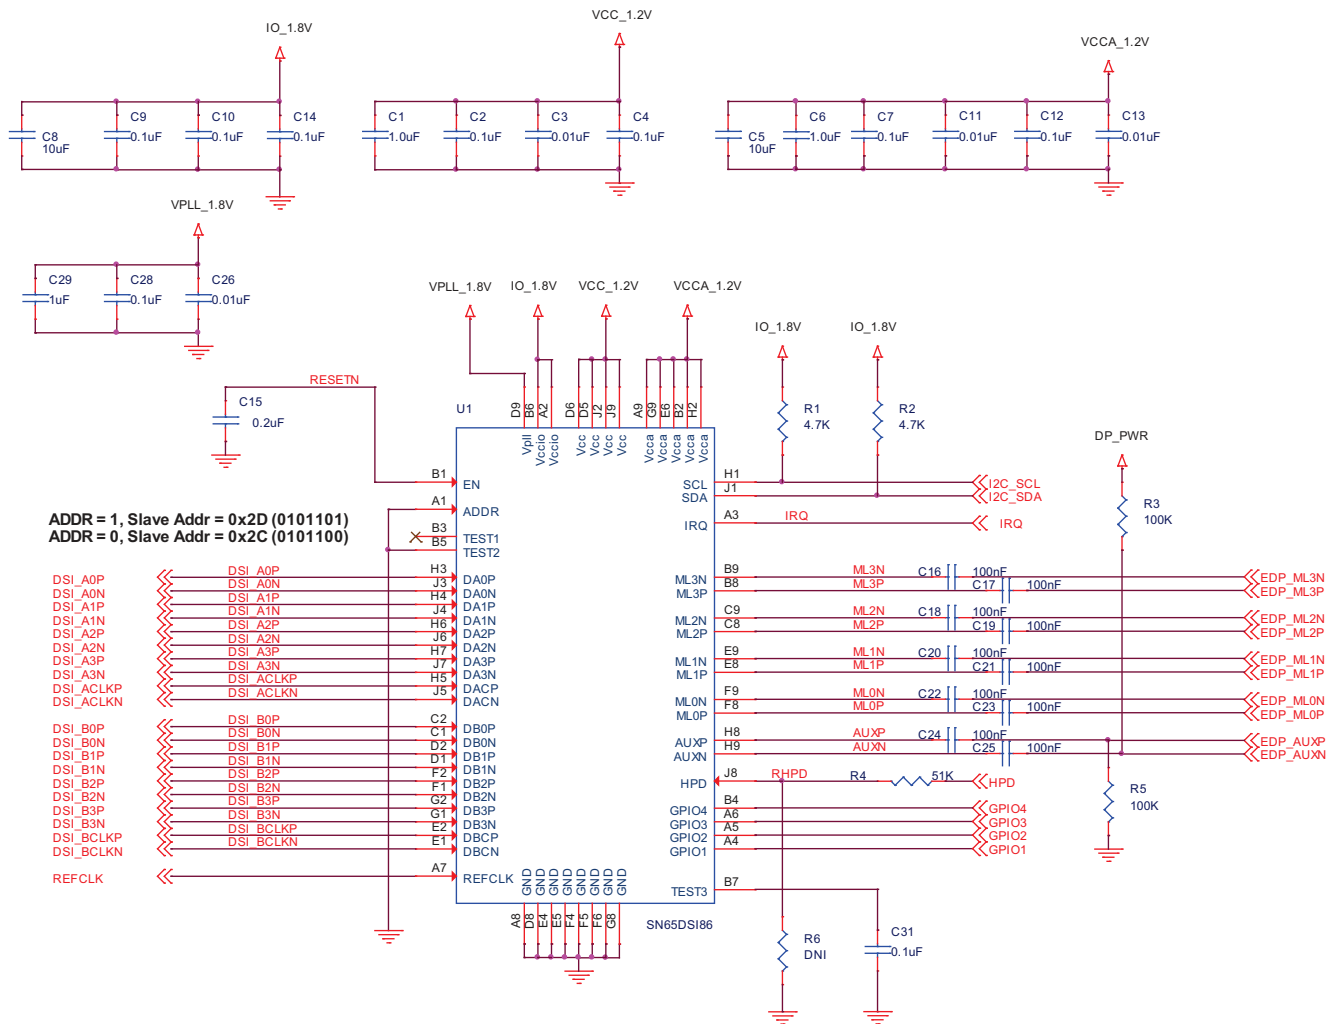 IO_1.8V
VCC_1.2V
VCCA_1.2V
C8
10uF
C9
0.1uF
C10
0.1uF
C14
0.1uF
C1
1.0uF
C2
0.1uF
C3
0.01uF
C4
0.1uF
C5
10uF
C6
1.0uF
C7
0.1uF
C11
0.01uF
C12
0.1uF
C13
0.01uF
VPLL_1.8V
C29
1uF
C28
0.1uF
C26
0.01uF
VPLL_1.8V
IO_1.8V
VCC_1.2V
VCCA_1.2V
IO_1.8V
IO_1.8V
RESETN
C15
0.2uF
U1
D9
B6
A2
D6
D5
J2
J9
A9
G9
E6
B2
H2
Vpll
Vccio
Vccio
Vcc
Vcc
Vcc
Vcc
Vcca
Vcca
Vcca
Vcca
Vcca
R1
4.7K
R2
4.7K
DP_PWR
R3
100K
B1 EN
A1 ADDR
B3 TEST1
B5 TEST2
ADDR = 1, Slave Addr = 0x2D (0101101)
ADDR = 0, Slave Addr = 0x2C (0101100)
DSI_A0P DSI_A0P H3 DA0P
DSI_A0N DSI_A0N J3 DA0N
DSI_A1P DSI_A1P H4 DA1P
DSI_A1N DSI_A1N J4 DA1N
DSI_A2P DSI_A2P H6 DA2P
DSI_A2N DSI_A2N J6 DA2N
DSI_A3P DSI_A3P H7 DA3P
DSI_A3N DSI_A3N J7 DA3N
DSI_ACLKP DSI_ACLKP H5 DACP
DSI_ACLKN DSI_ACLKN J5 DACN
DSI_B0P DSI_B0P C2 DB0P
DSI_B0N DSI_B0N C1 DB0N
DSI_B1P DSI_B1P D2 DB1P
DSI_B1N DSI_B1N D1 DB1N
DSI_B2P DSI_B2P F2 DB2P
DSI_B2N DSI_B2N F1 DB2N
DSI_B3P DSI_B3P G2 DB3P
DSI_B3N DSI_B3N G1 DB3N
DSI_BCLKP DSI_BCLKP E2 DBCP
DSI_BCLKN DSI_BCLKN E1 DBCN
REFCLK A7 REFCLK
SCL H1 I2C_SCL
SDA J1 I2C_SDA
IRQ A3 IRQ IRQ
ML3N B9 ML3N C16 100nF EDP_ML3N
ML3P B8 ML3P C17 100nF EDP_ML3P
ML2N C9 ML2N C18 100nF EDP_ML2N
ML2P C8 ML2P C19 100nF EDP_ML2P
ML1N E9 ML1N C20 100nF EDP_ML1N
ML1P E8 ML1P C21 100nF EDP_ML1P
ML0N F9 ML0N C22 100nF EDP_ML0N
ML0P F8 ML0P C23 100nF EDP_ML0P
AUXP H8 AUXP C24 100nF EDP_AUXP
AUXN H9 AUXN C25 100nF EDP_AUXN
HPD J8 RHPD R4 51K HPD
R5
100K
GPIO4 B4 GPIO4
GPIO3 A6 GPIO3
GPIO2 A5 GPIO2
GPIO1 A4 GPIO1
TEST3 B7
GND
GND
GND
GND
GND
GND
GND
GND
A8
D8
E4
E5
F4
F5
F6
G8
SN65DSI86
R6
DNI
C31
0.1uF